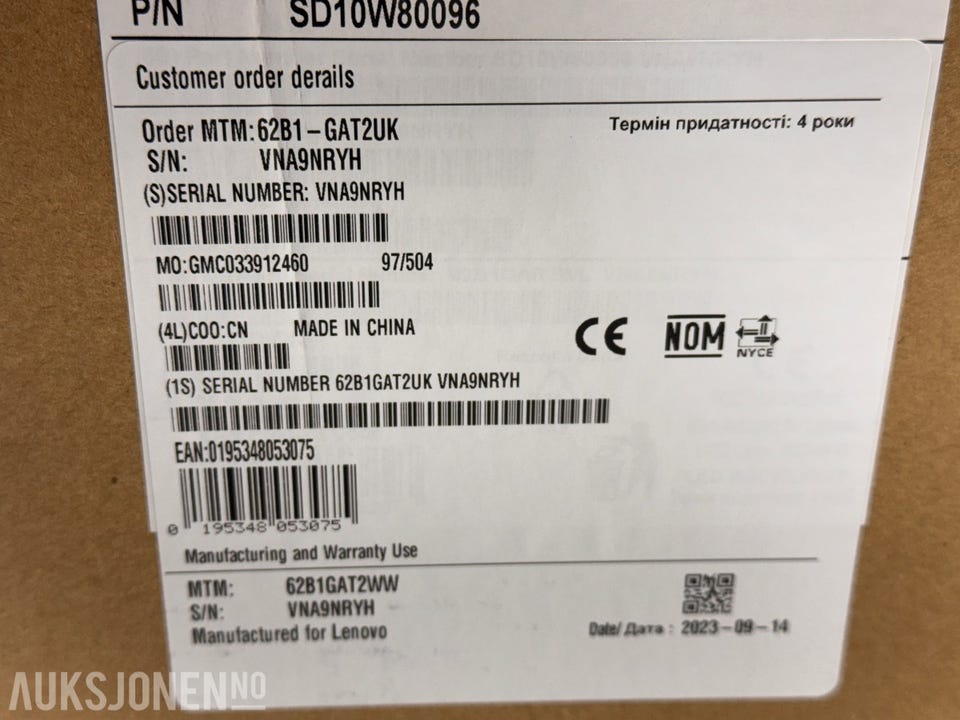 P/N SD10W80096
Customer order derails
Order MTM:62B1-GAT2UK
Термін придатності: 4 роки
S/N: VNA9NRYH
(S)SERIAL NUMBER: VNA9NRYH
MO:GMC033912460 97/504
(4L)COO:CN MADE IN CHINA
CE NOM NYCE
(1S) SERIAL NUMBER 62B1GAT2UK VNA9NRYH
EAN:0195348053075
0 195348 053075
Manufacturing and Warranty Use
MTM: 62B1GAT2WW
S/N: VNA9NRYH
Manufactured for Lenovo
Date/Дата : 2023-09-14
AUKSJONEN NO